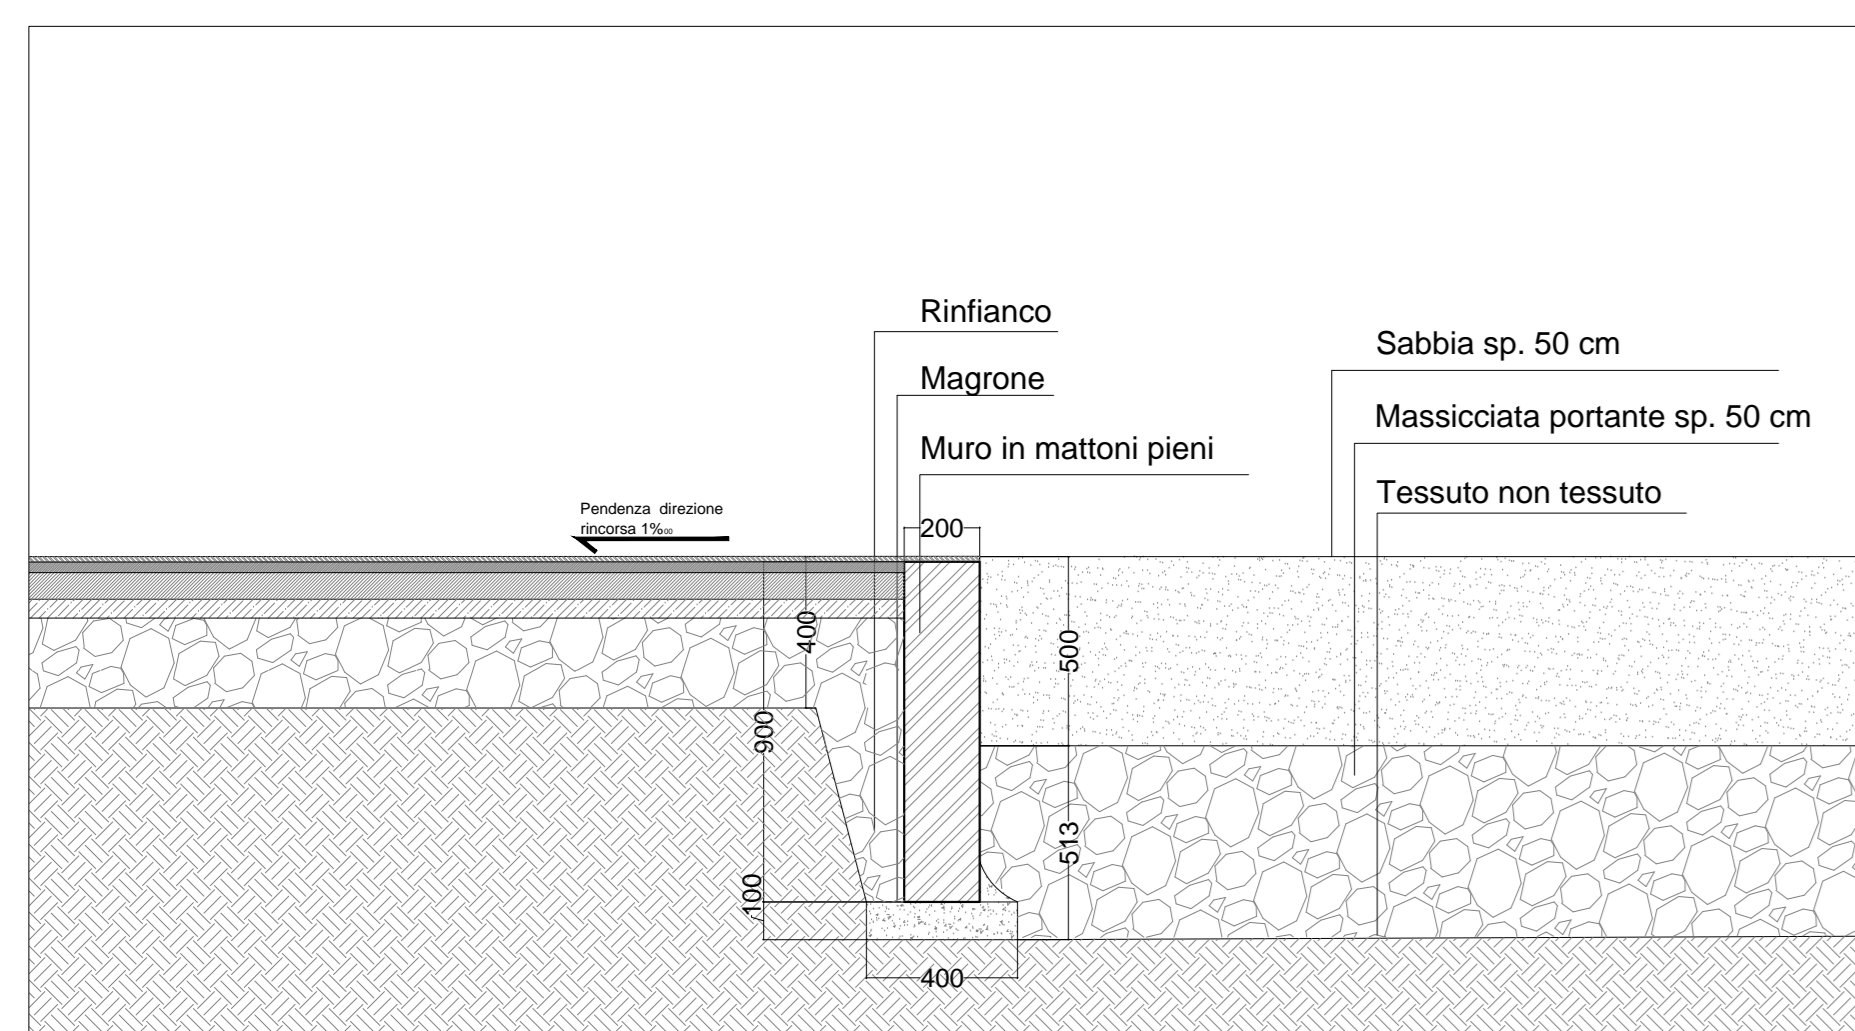 Rinfianco
Sabbia sp. 50 cm
Magrone
Massicciata portante sp. 50 cm
Muro in mattoni pieni
Tessuto non tessuto
Pendenza direzione
rincorsa 1%₀₀
200
400
500
900
513
100
400